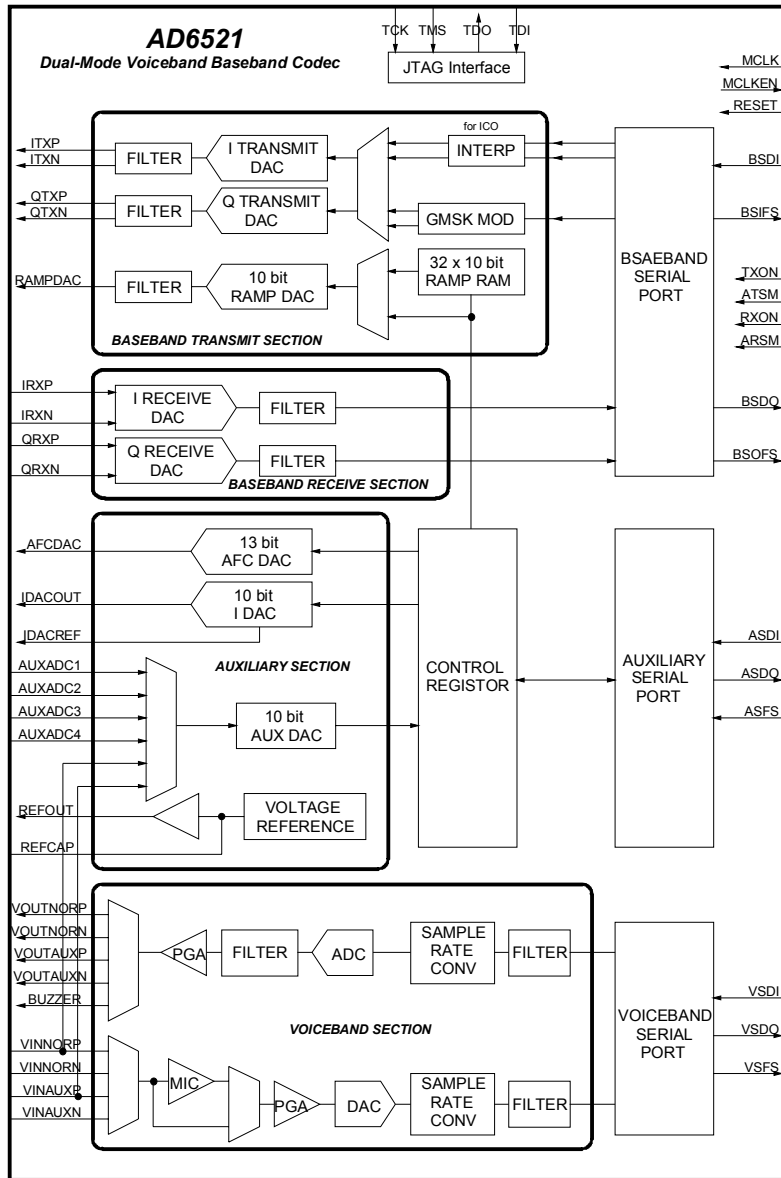 AD6521
Dual-Mode Voiceband Baseband Codec
TCK
TMS
TDO
TDI
JTAG Interface
MCLK
MCLKEN
RESET
ITXP
ITXN
QTXP
QTXN
RAMPDAC
FILTER
I TRANSMIT
DAC
FILTER
Q TRANSMIT
DAC
FILTER
10 bit
RAMP DAC
for ICO
INTERP
GMSK MOD
32 x 10 bit
RAMP RAM
BASEBAND TRANSMIT SECTION
BSAEBAND
SERIAL
PORT
BSDI
BSIFS
TXON
ATSM
RXON
ARSM
BSDO
BSOFS
IRXP
IRXN
QRXP
QRXN
I RECEIVE
DAC
FILTER
Q RECEIVE
DAC
FILTER
BASEBAND RECEIVE SECTION
AFCDAC
IDACOUT
IDACREF
13 bit
AFC DAC
10 bit
I DAC
AUXILIARY SECTION
AUXADC1
AUXADC2
AUXADC3
AUXADC4
10 bit
AUX DAC
REFOUT
REFCAP
VOLTAGE
REFERENCE
CONTROL
REGISTOR
AUXILIARY
SERIAL
PORT
ASDI
ASDO
ASFS
VOUTNORP
VOUTNORN
VOUTAUXP
VOUTAUXN
BUZZER
PGA
FILTER
ADC
SAMPLE
RATE
CONV
FILTER
VOICEBAND SECTION
VINNORP
VINNORN
VINAUXP
VINAUXN
MIC
PGA
DAC
SAMPLE
RATE
CONV
FILTER
VOICEBAND
SERIAL
PORT
VSDI
VSDO
VSFS